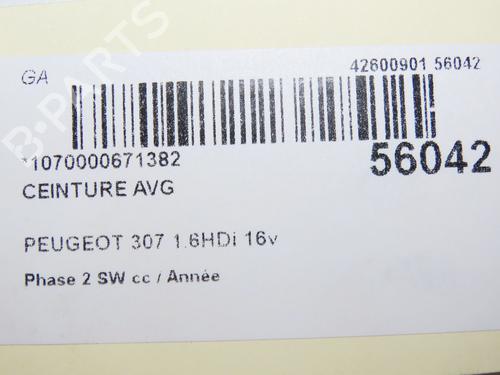 GA
42600901 56042
*1070000671382
56042
CEINTURE AVG
PEUGEOT 307 1.6HDi 16v
Phase 2 SW cc / Année
B-PARTS